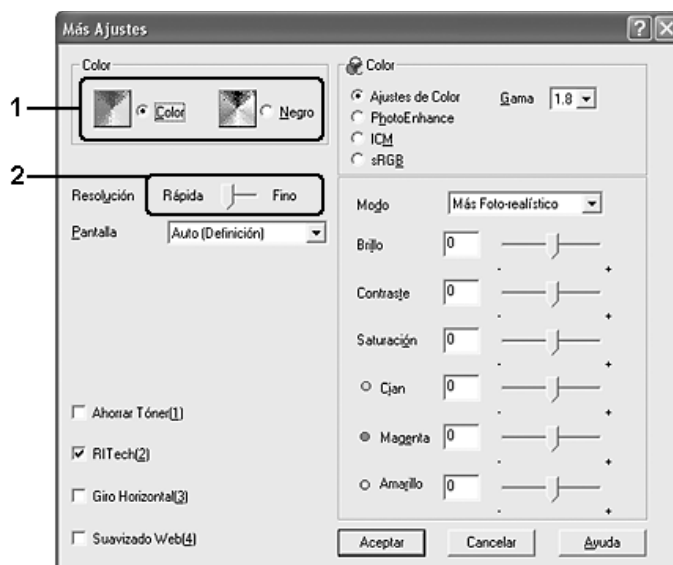 Más Ajustes
Color
1
Color
Negro
2
Resolución
Rápida
Fino
Pantalla
Auto (Definición)
Ahorrar Tóner(1)
RITech(2)
Giro Horizontal(3)
Suavizado Web(4)
Color
Ajustes de Color
Gama
1.8
PhotoEnhance
ICM
sRGB
Modo
Más Foto-realístico
Brillo
0
- +
Contraste
0
- +
Saturación
0
- +
Cian
0
- +
Magenta
0
- +
Amarillo
0
- +
Aceptar
Cancelar
Ayuda